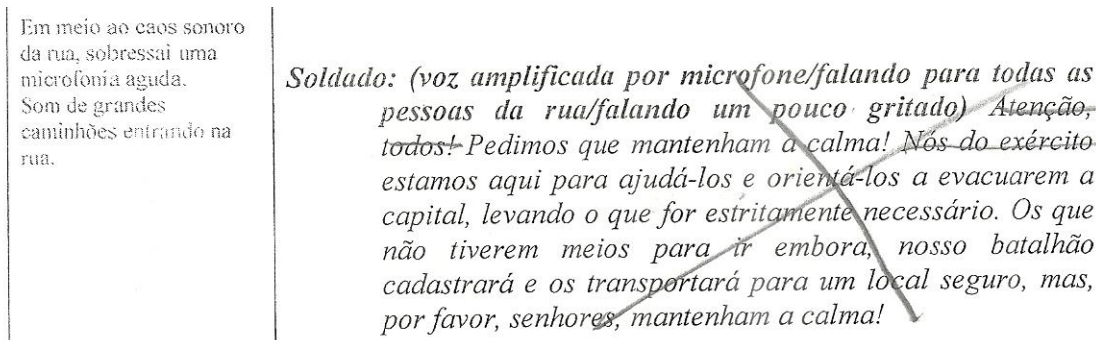 Em meio ao caos sonoro
da rua, sobressai uma
microfonia aguda.
Som de grandes
caminhões entrando na
rua.
Soldado: (voz amplificada por microfone/falando para todas as
pessoas da rua/falando um pouco gritado) Atenção,
todos! Pedimos que mantenham a calma! Nós do exército
estamos aqui para ajudá-los e orientá-los a evacuarem a
capital, levando o que for estritamente necessário. Os que
não tiverem meios para ir embora, nosso batalhão
cadastrará e os transportará para um local seguro, mas,
por favor, senhores, mantenham a calma!